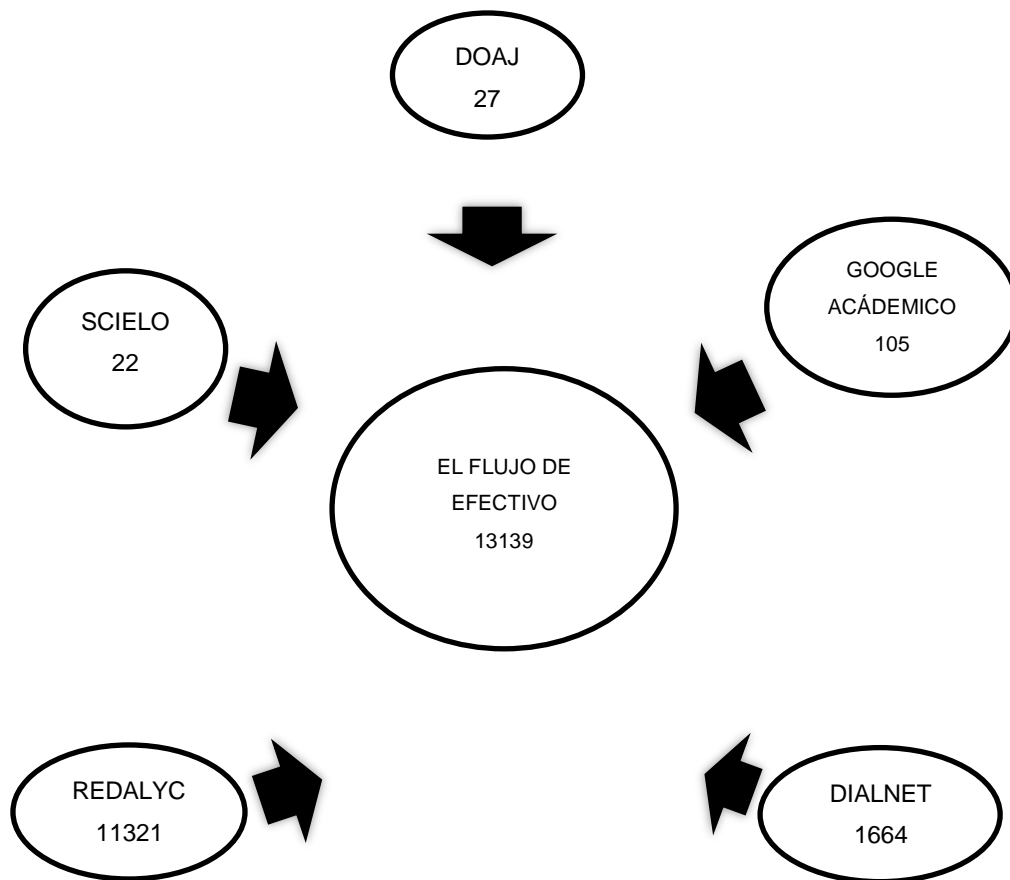 DOAJ
27
GOOGLE
ACÁDEMICO
105
SCIELO
22
EL FLUJO DE
EFECTIVO
13139
REDALYC
11321
DIALNET
1664